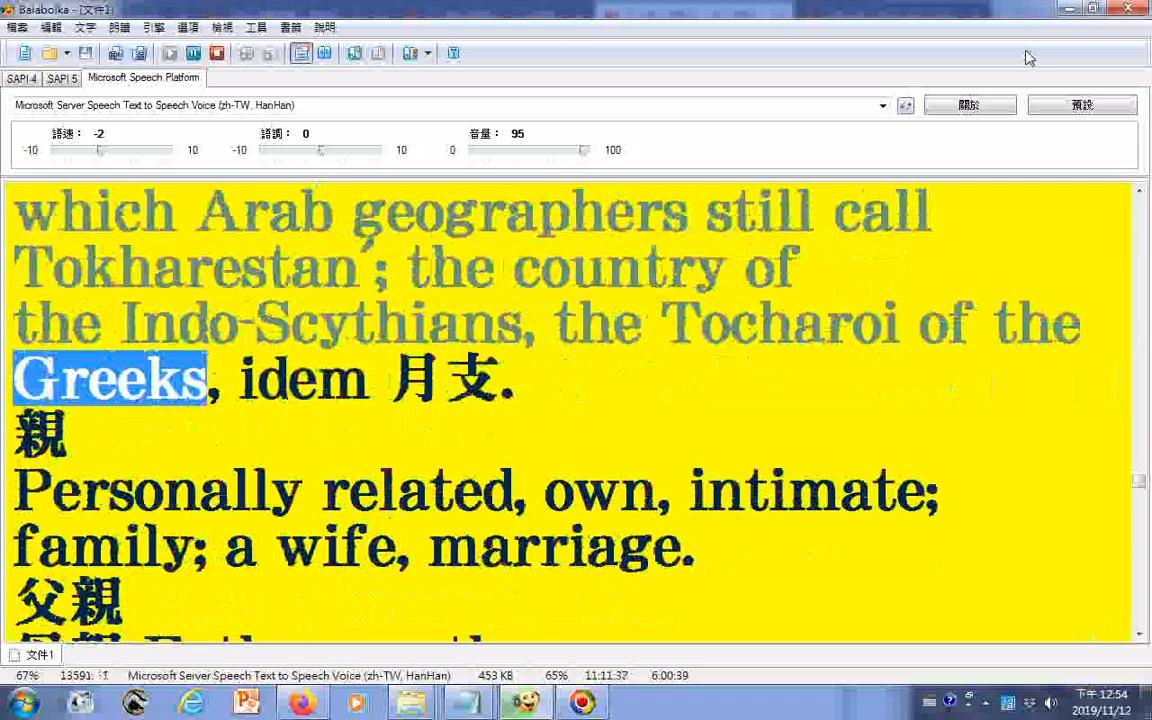 Balabolka - [文件1]
檔案 編輯 文字 朗讀 引擎 選項 檢視 工具 書籤 說明
SAPI 4 SAPI 5 Microsoft Speech Platform
Microsoft Server Speech Text to Speech Voice (zh-TW, HanHan) 關於 預設
語速： -2 語調： 0 音量： 95
-10 10 -10 10 0 100
which Arab geographers still call
Tokharestan´; the country of
the Indo-Scythians, the Tocharoi of the
Greeks, idem 月支.
親
Personally related, own, intimate;
family; a wife, marriage.
父親
文件1
67% 13591: Microsoft Server Speech Text to Speech Voice (zh-TW, HanHan) 453 KB 65% 11:11:37 6:00:39
下午 12:54
2019/11/12